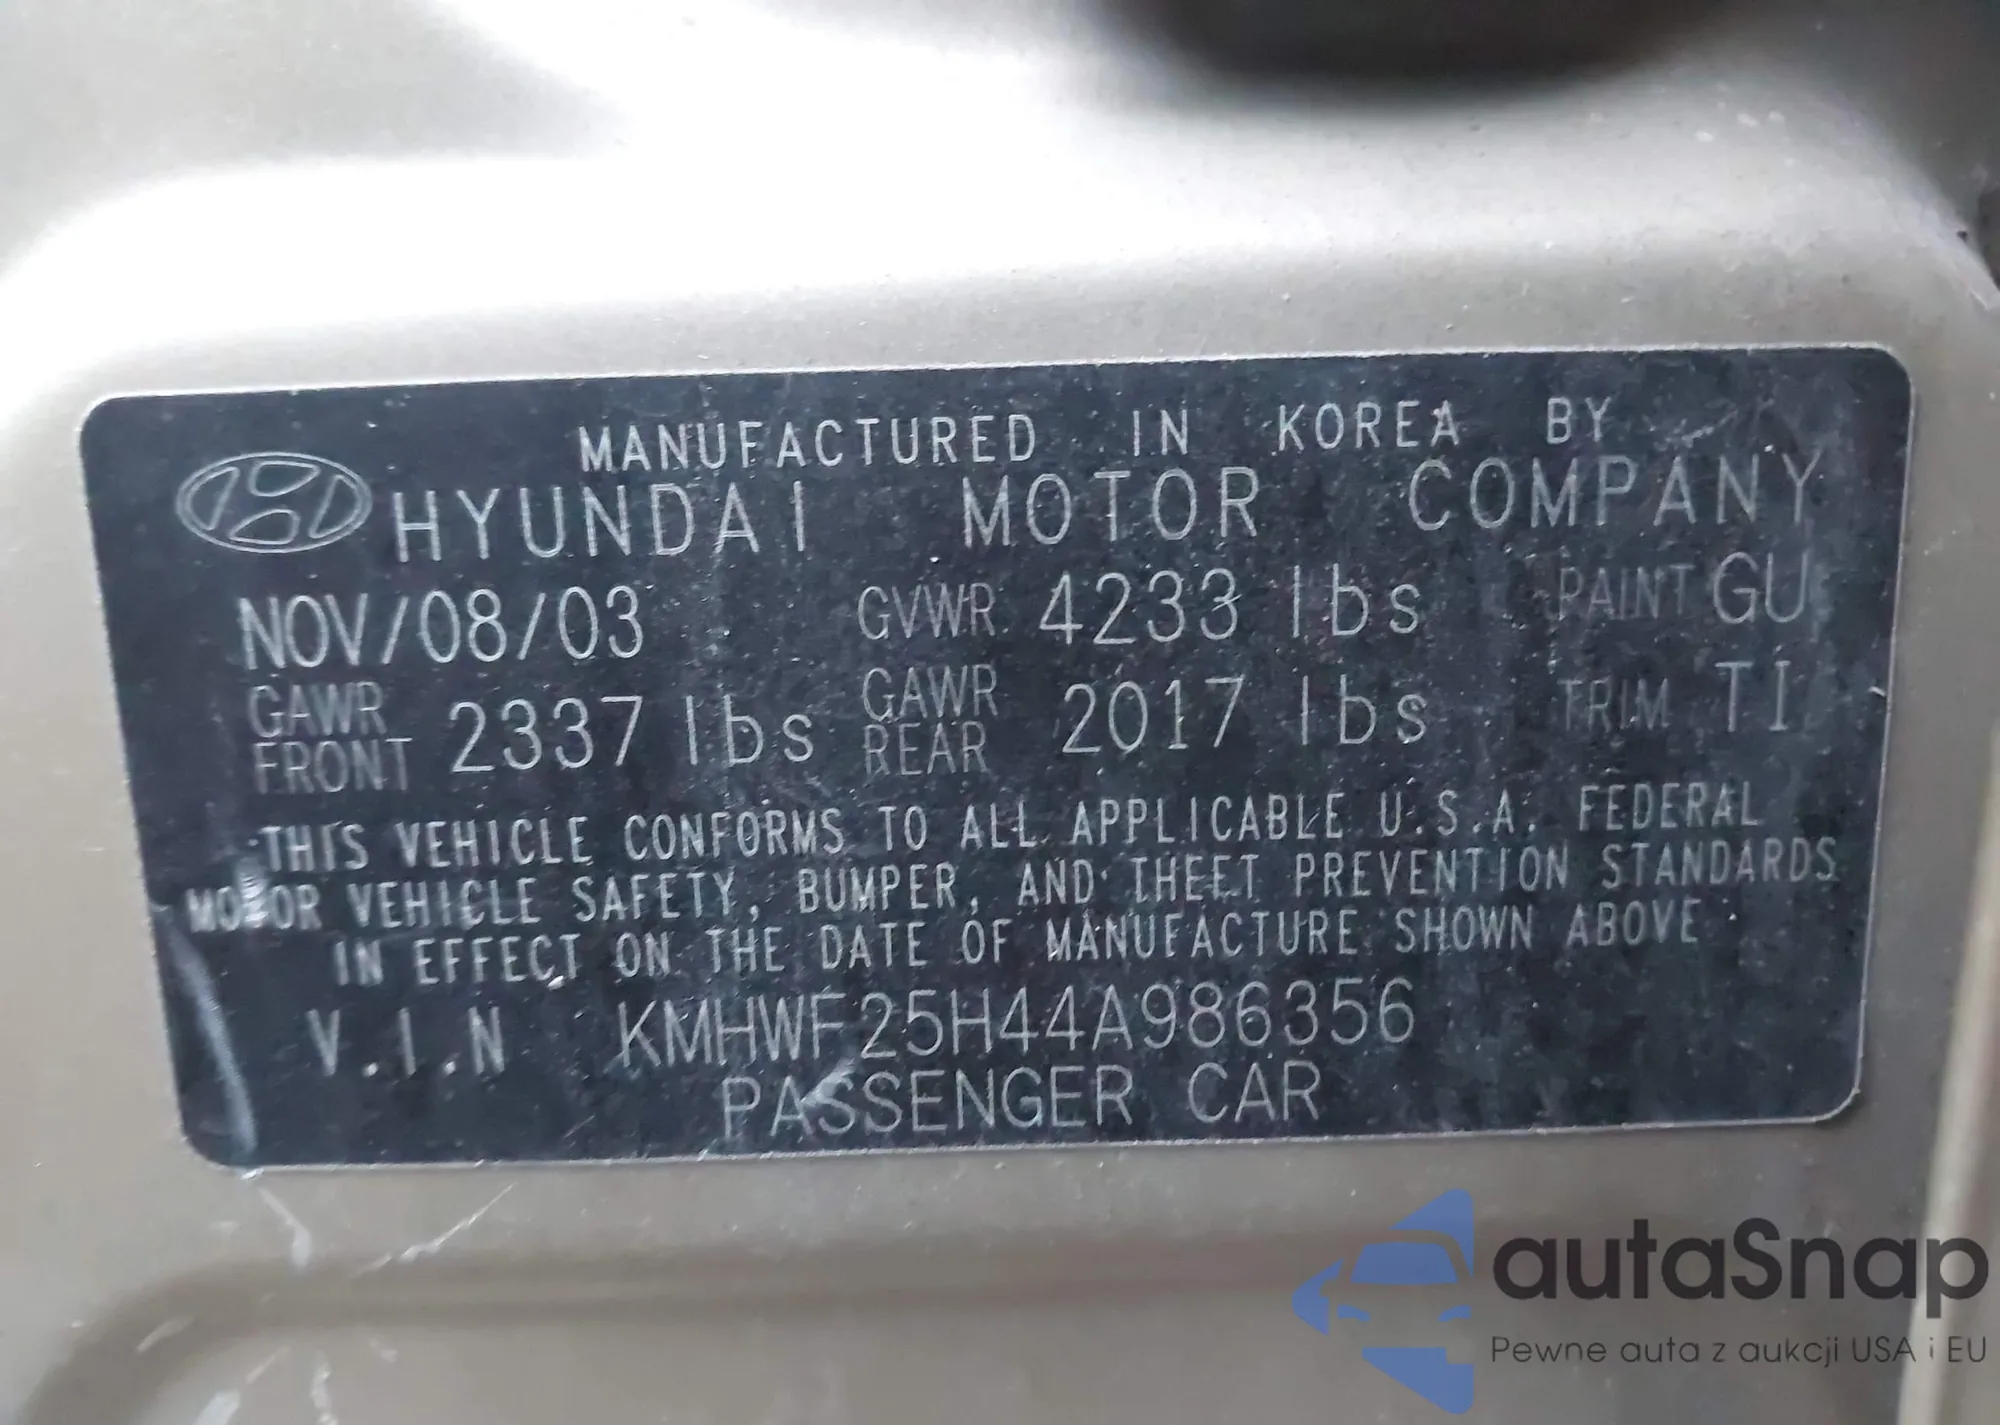 MANUFACTURED IN KOREA BY
HYUNDAI MOTOR COMPANY
NOV/08/03 GVWR 4233 lbs PAINT GU
GAWR FRONT 2337 lbs GAWR REAR 2017 lbs TRIM TI
THIS VEHICLE CONFORMS TO ALL APPLICABLE U.S.A. FEDERAL
MOTOR VEHICLE SAFETY, BUMPER, AND THEFT PREVENTION STANDARDS
IN EFFECT ON THE DATE OF MANUFACTURE SHOWN ABOVE
V.I.N KMHWF25H44A986356
PASSENGER CAR
autaSnap
Pewne auta z aukcji USA i EU